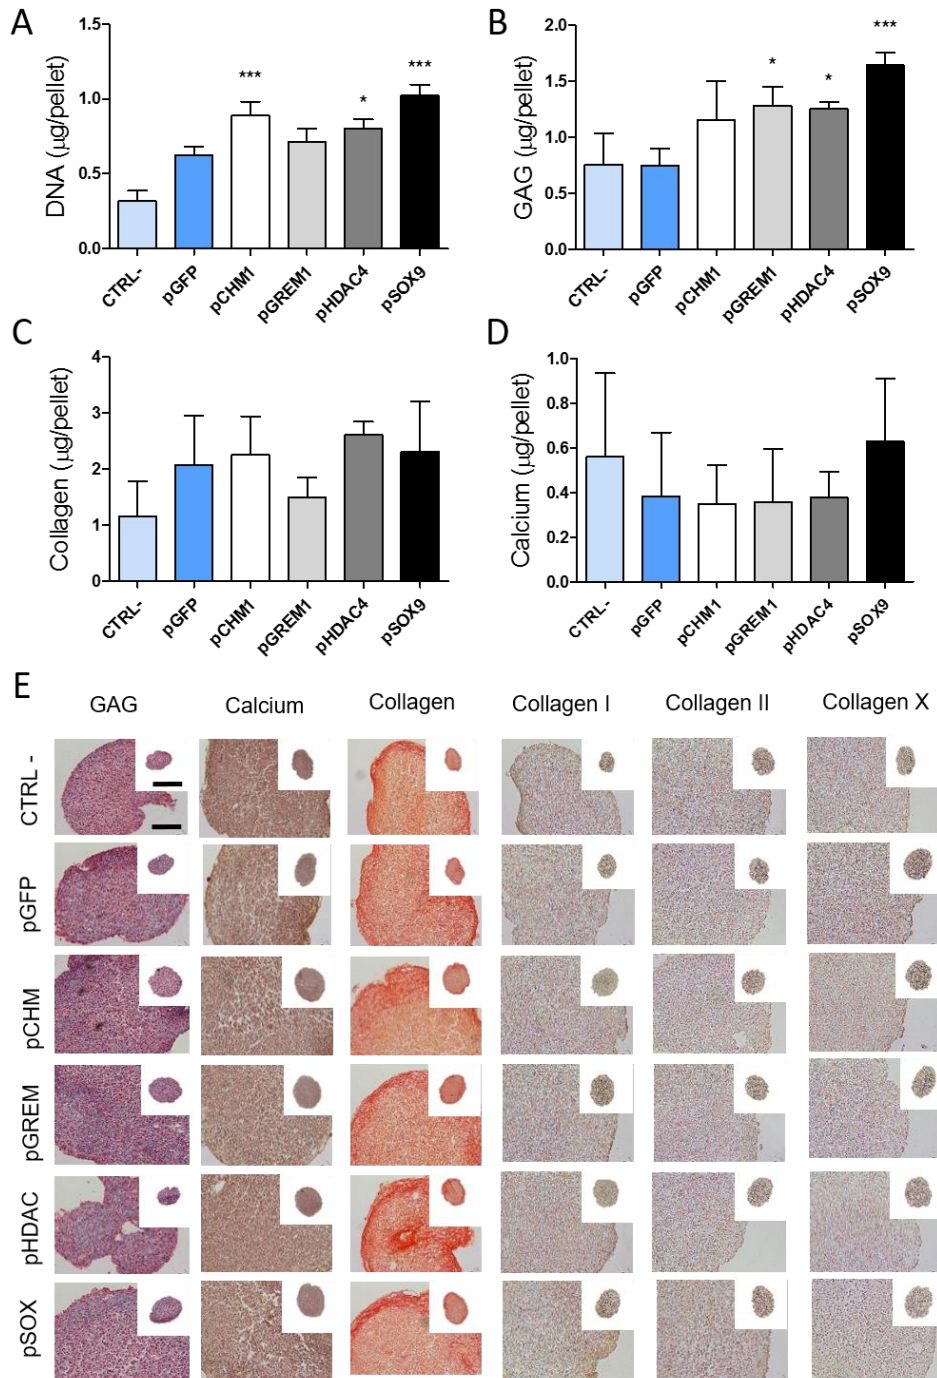 A
DNA (µg/pellet)
1.5
1.0
0.5
0.0
***
*
***
CTRL-
pGFP
pCHM1
pGREM1
pHDAC4
pSOX9
B
GAG (µg/pellet)
2.0
1.5
1.0
0.5
0.0
*
*
***
CTRL-
pGFP
pCHM1
pGREM1
pHDAC4
pSOX9
C
Collagen (µg/pellet)
4
3
2
1
0
CTRL-
pGFP
pCHM1
pGREM1
pHDAC4
pSOX9
D
Calcium (µg/pellet)
1.0
0.8
0.6
0.4
0.2
0.0
CTRL-
pGFP
pCHM1
pGREM1
pHDAC4
pSOX9
E
GAG Calcium Collagen Collagen I Collagen II Collagen X
CTRL -
pGFP
pCHM
pGREM
pHDAC
pSOX